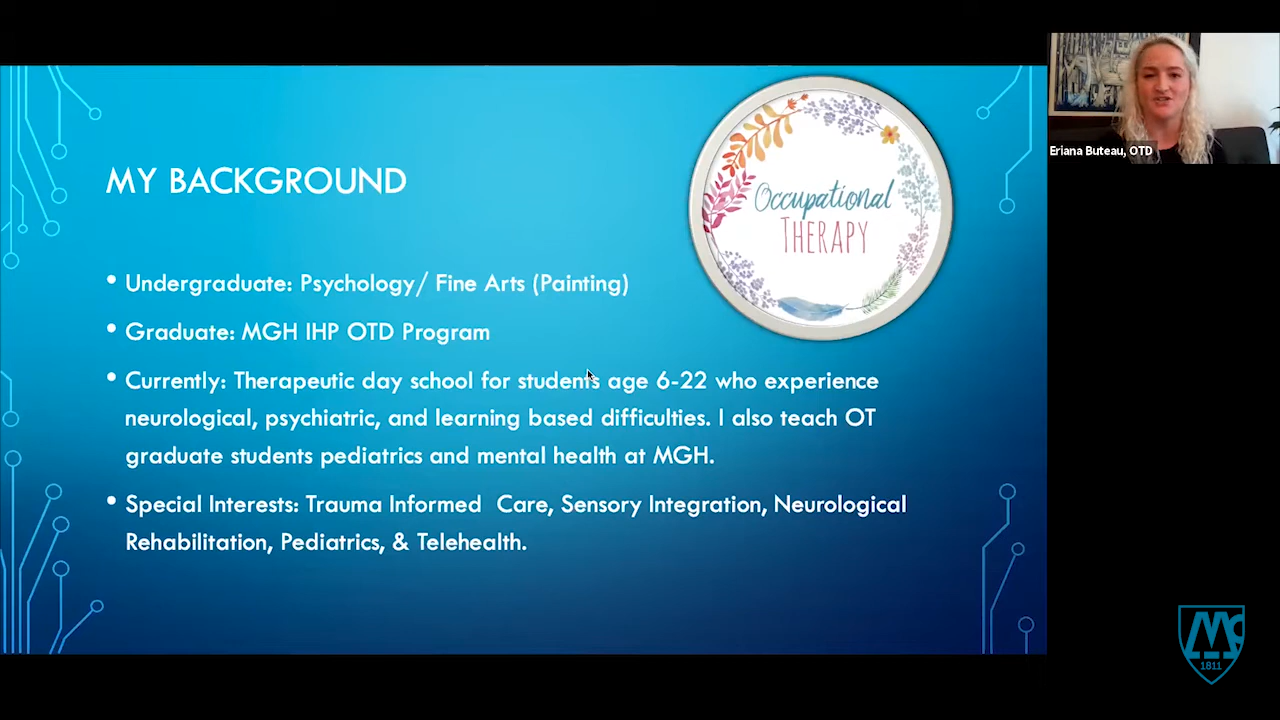 MY BACKGROUND
Occupational
THERAPY
• Undergraduate: Psychology/ Fine Arts (Painting)
• Graduate: MGH IHP OTD Program
• Currently: Therapeutic day school for students age 6-22 who experience
neurological, psychiatric, and learning based difficulties. I also teach OT
graduate students pediatrics and mental health at MGH.
• Special Interests: Trauma Informed  Care, Sensory Integration, Neurological
Rehabilitation, Pediatrics, & Telehealth.
Eriana Buteau, OTD
Mc
1811